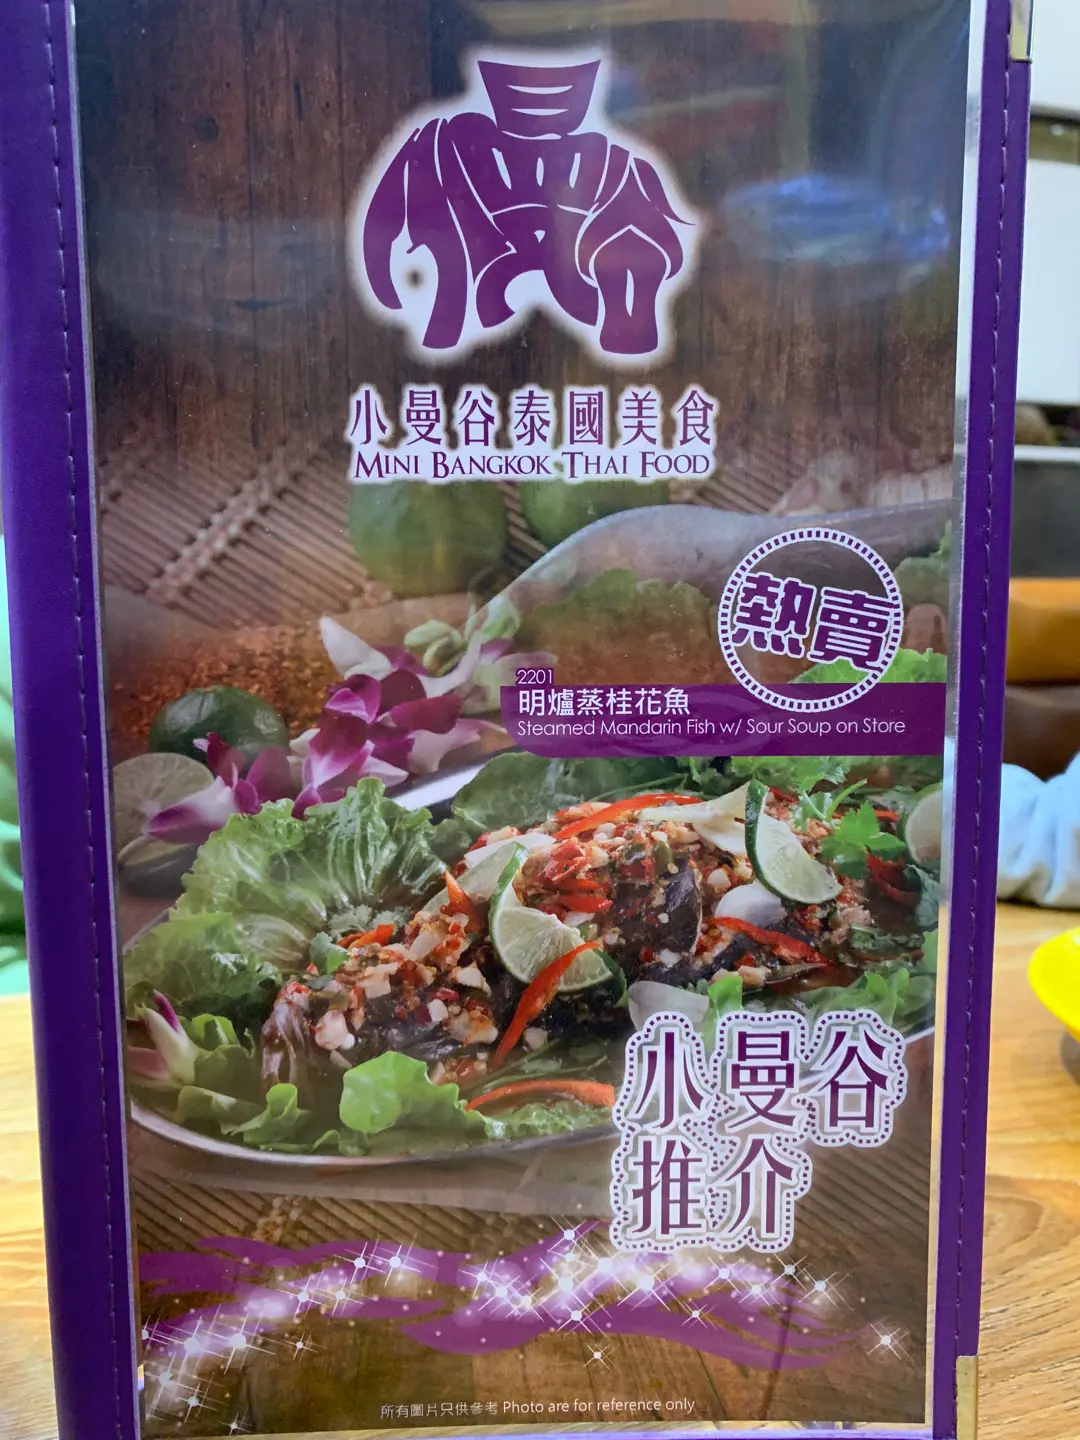 小曼谷
小曼谷泰國美食
MINI BANGKOK THAI FOOD
熱賣
2201
明爐蒸桂花魚
Steamed Mandarin Fish w/ Sour Soup on Store
小曼谷
推介
所有圖片只供參考 Photo are for reference only